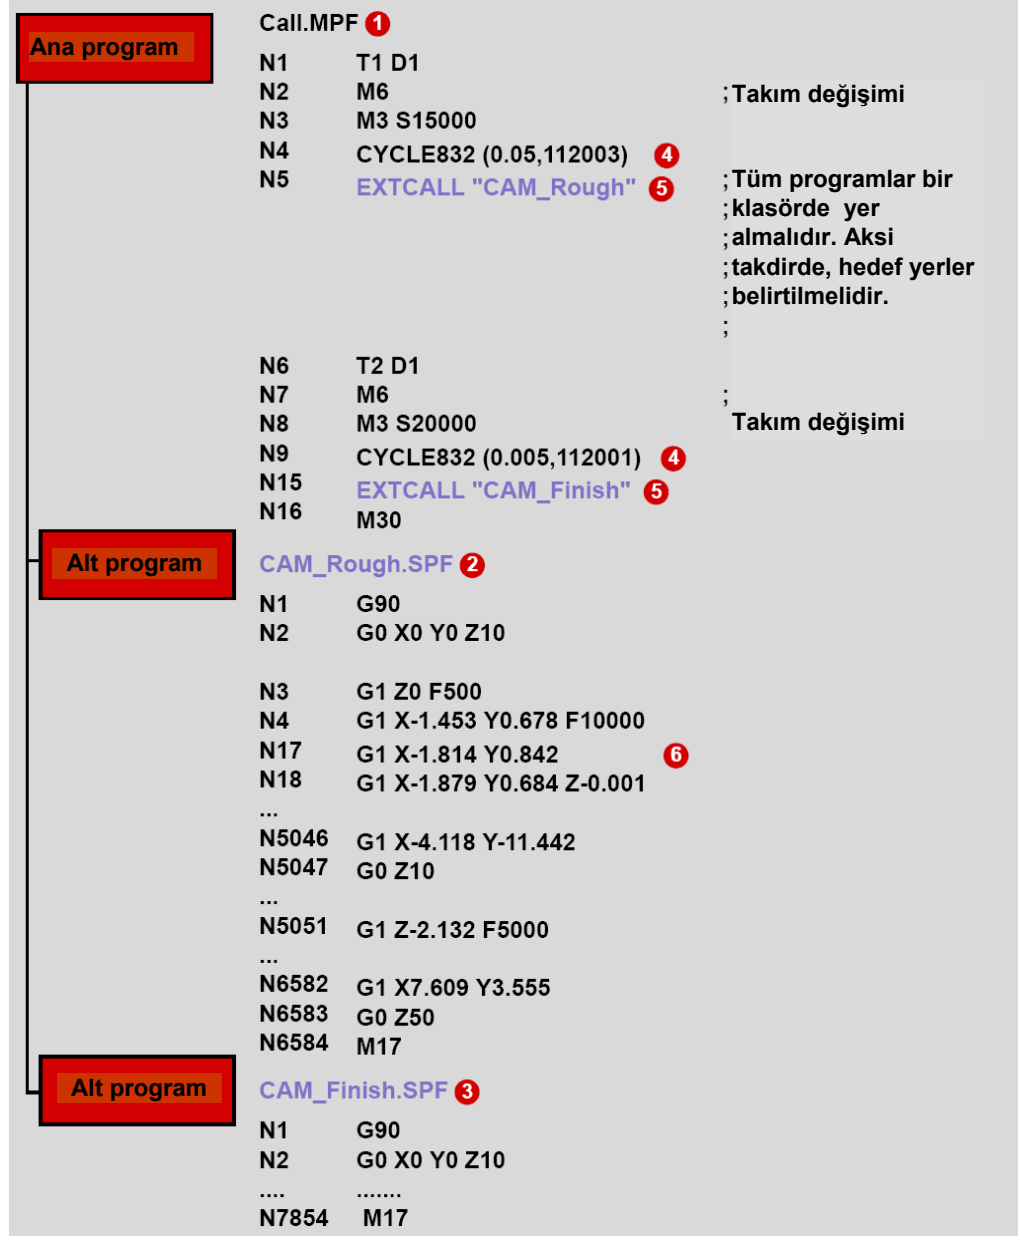 Ana program
Call.MPF 1
N1 T1 D1
N2 M6 ;Takım değişimi
N3 M3 S15000
N4 CYCLE832 (0.05,112003) 4
N5 EXTCALL "CAM_Rough" 5 ;Tüm programlar bir
;klasörde yer
;almalıdır. Aksi
;takdirde, hedef yerler
;belirtilmelidir.
;
N6 T2 D1
N7 M6 ;
N8 M3 S20000 Takım değişimi
N9 CYCLE832 (0.005,112001) 4
N15 EXTCALL "CAM_Finish" 5
N16 M30
Alt program
CAM_Rough.SPF 2
N1 G90
N2 G0 X0 Y0 Z10
N3 G1 Z0 F500
N4 G1 X-1.453 Y0.678 F10000
N17 G1 X-1.814 Y0.842 6
N18 G1 X-1.879 Y0.684 Z-0.001
...
N5046 G1 X-4.118 Y-11.442
N5047 G0 Z10
...
N5051 G1 Z-2.132 F5000
...
N6582 G1 X7.609 Y3.555
N6583 G0 Z50
N6584 M17
Alt program
CAM_Finish.SPF 3
N1 G90
N2 G0 X0 Y0 Z10
.... .......
N7854 M17